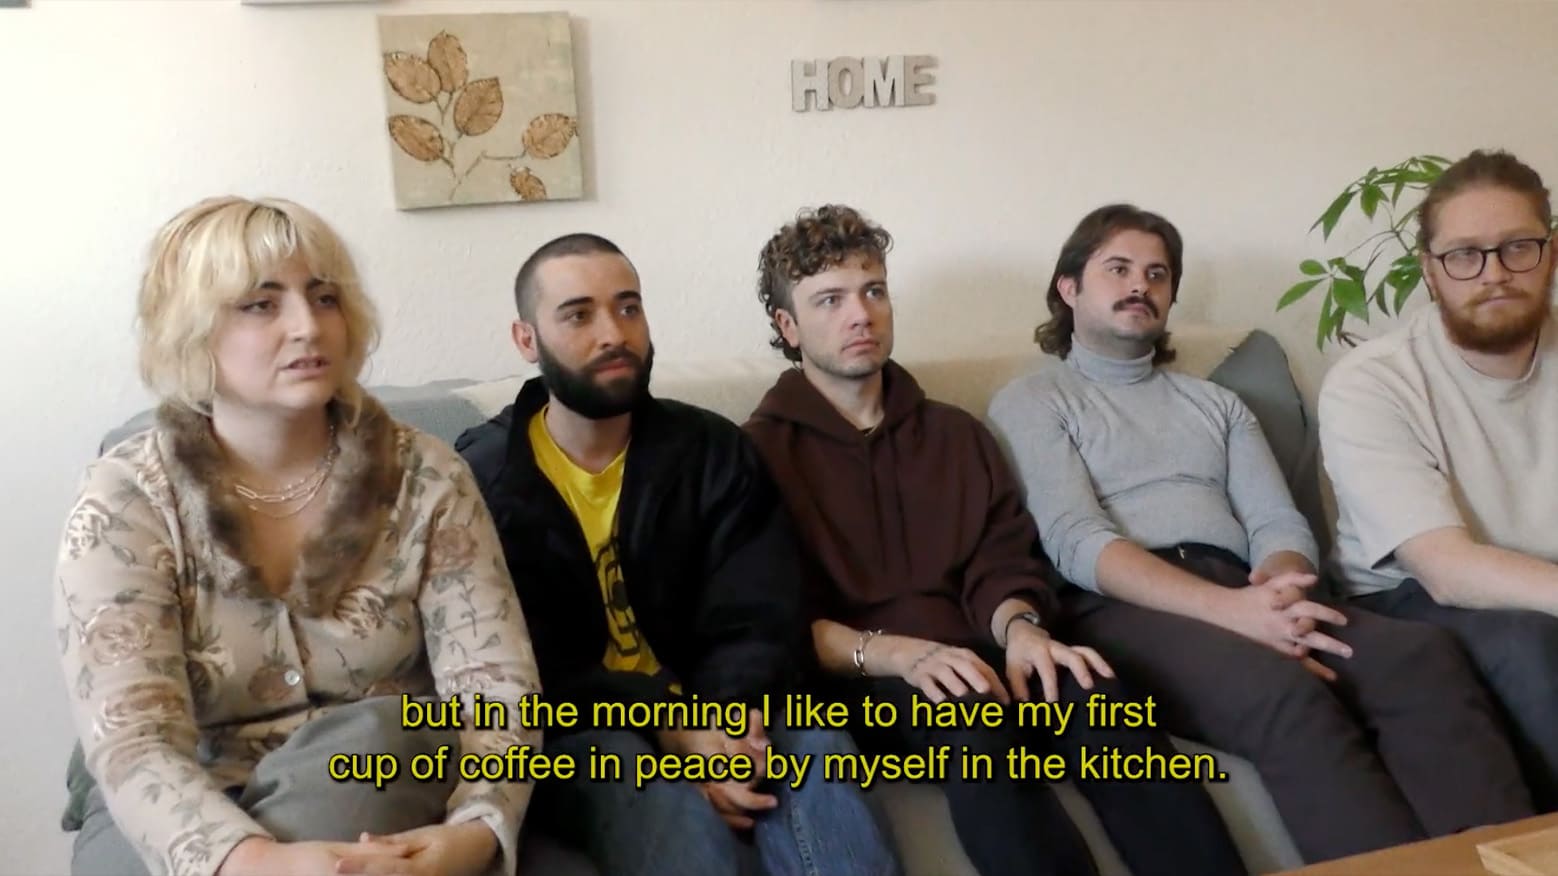 HOME
but in the morning I like to have my first
cup of coffee in peace by myself in the kitchen.